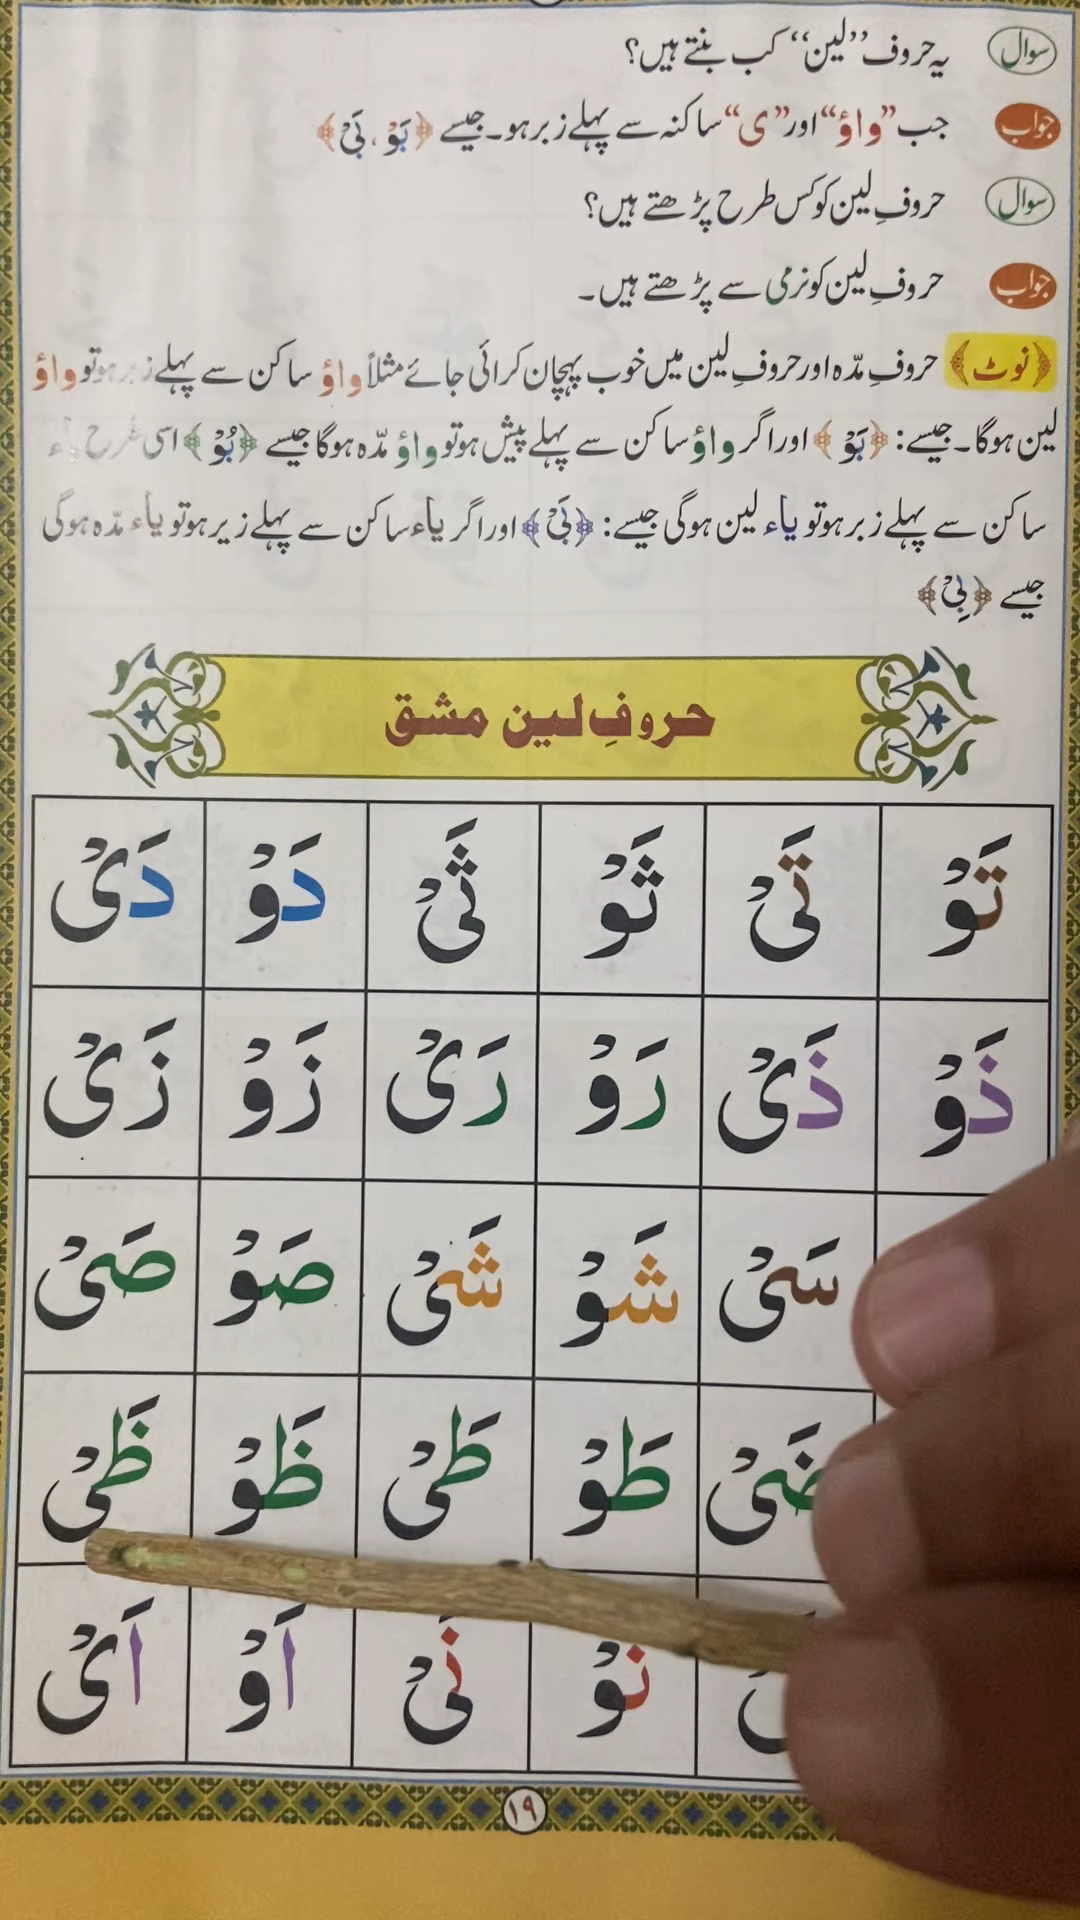 سوال یہ حروف ”لین“ کب بنتے ہیں؟
جواب جب ”واؤ“ اور ”ی“ ساکنہ سے پہلے زبر ہو۔ جیسے ﴿بَوْ، بَیْ﴾
سوال حروفِ لین کو کس طرح پڑھتے ہیں؟
جواب حروفِ لین کو نرمی سے پڑھتے ہیں۔
﴿نوٹ﴾ حروفِ مدّہ اور حروفِ لین میں خوب پہچان کرائی جائے مثلاً واؤ ساکن سے پہلے زبر ہو تو واؤ
لین ہوگا۔ جیسے: ﴿بَوْ﴾ اور اگر واؤ ساکن سے پہلے پیش ہو تو واؤ مدّہ ہوگا جیسے ﴿بُوْ﴾ اسی طرح یاء
ساکن سے پہلے زبر ہو تو یاء لین ہوگی جیسے: ﴿بَیْ﴾ اور اگر یاء ساکن سے پہلے زیر ہو تو یاء مدّہ ہوگی
جیسے ﴿بِیْ﴾
حروفِ لین مشق
تَوْ تَیْ ثَوْ ثَیْ دَوْ دَیْ
ذَوْ ذَیْ رَوْ رَیْ زَوْ زَیْ
سَیْ شَوْ شَیْ صَوْ صَیْ
ضَیْ طَوْ طَیْ ظَوْ ظَیْ
نَوْ نَیْ اَوْ اَیْ
١٩